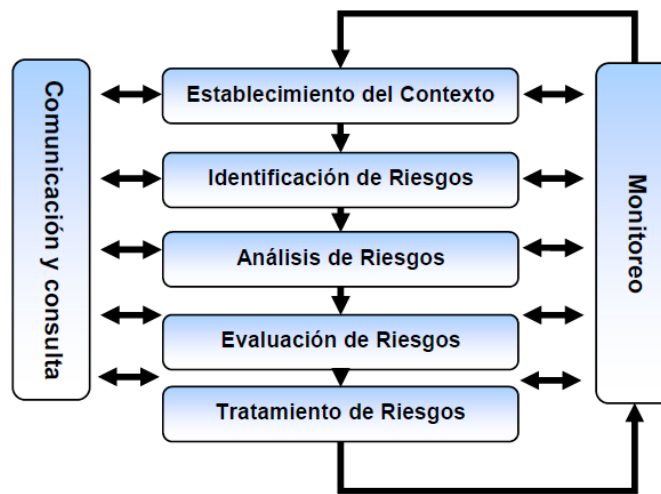 Comunicación y consulta
Establecimiento del Contexto
Identificación de Riesgos
Análisis de Riesgos
Evaluación de Riesgos
Tratamiento de Riesgos
Monitoreo